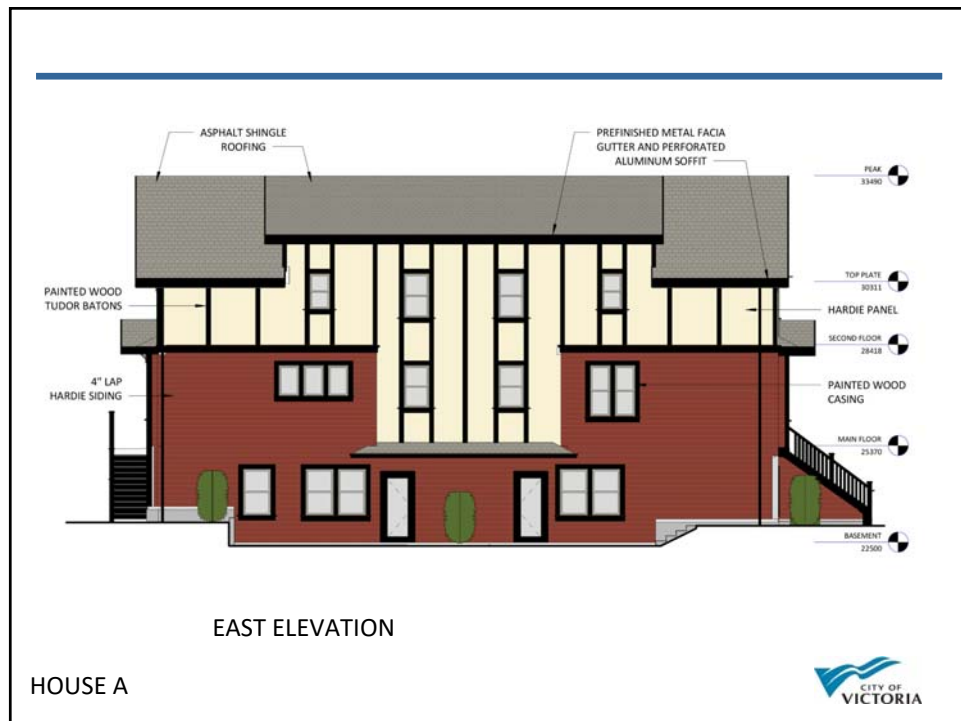 ASPHALT SHINGLE
ROOFING
PREFINISHED METAL FACIA
GUTTER AND PERFORATED
ALUMINUM SOFFIT
PEAK
33490
TOP PLATE
30311
PAINTED WOOD
TUDOR BATONS
HARDIE PANEL
SECOND FLOOR
28418
4" LAP
HARDIE SIDING
PAINTED WOOD
CASING
MAIN FLOOR
25370
BASEMENT
22500
EAST ELEVATION
HOUSE A
CITY OF
VICTORIA